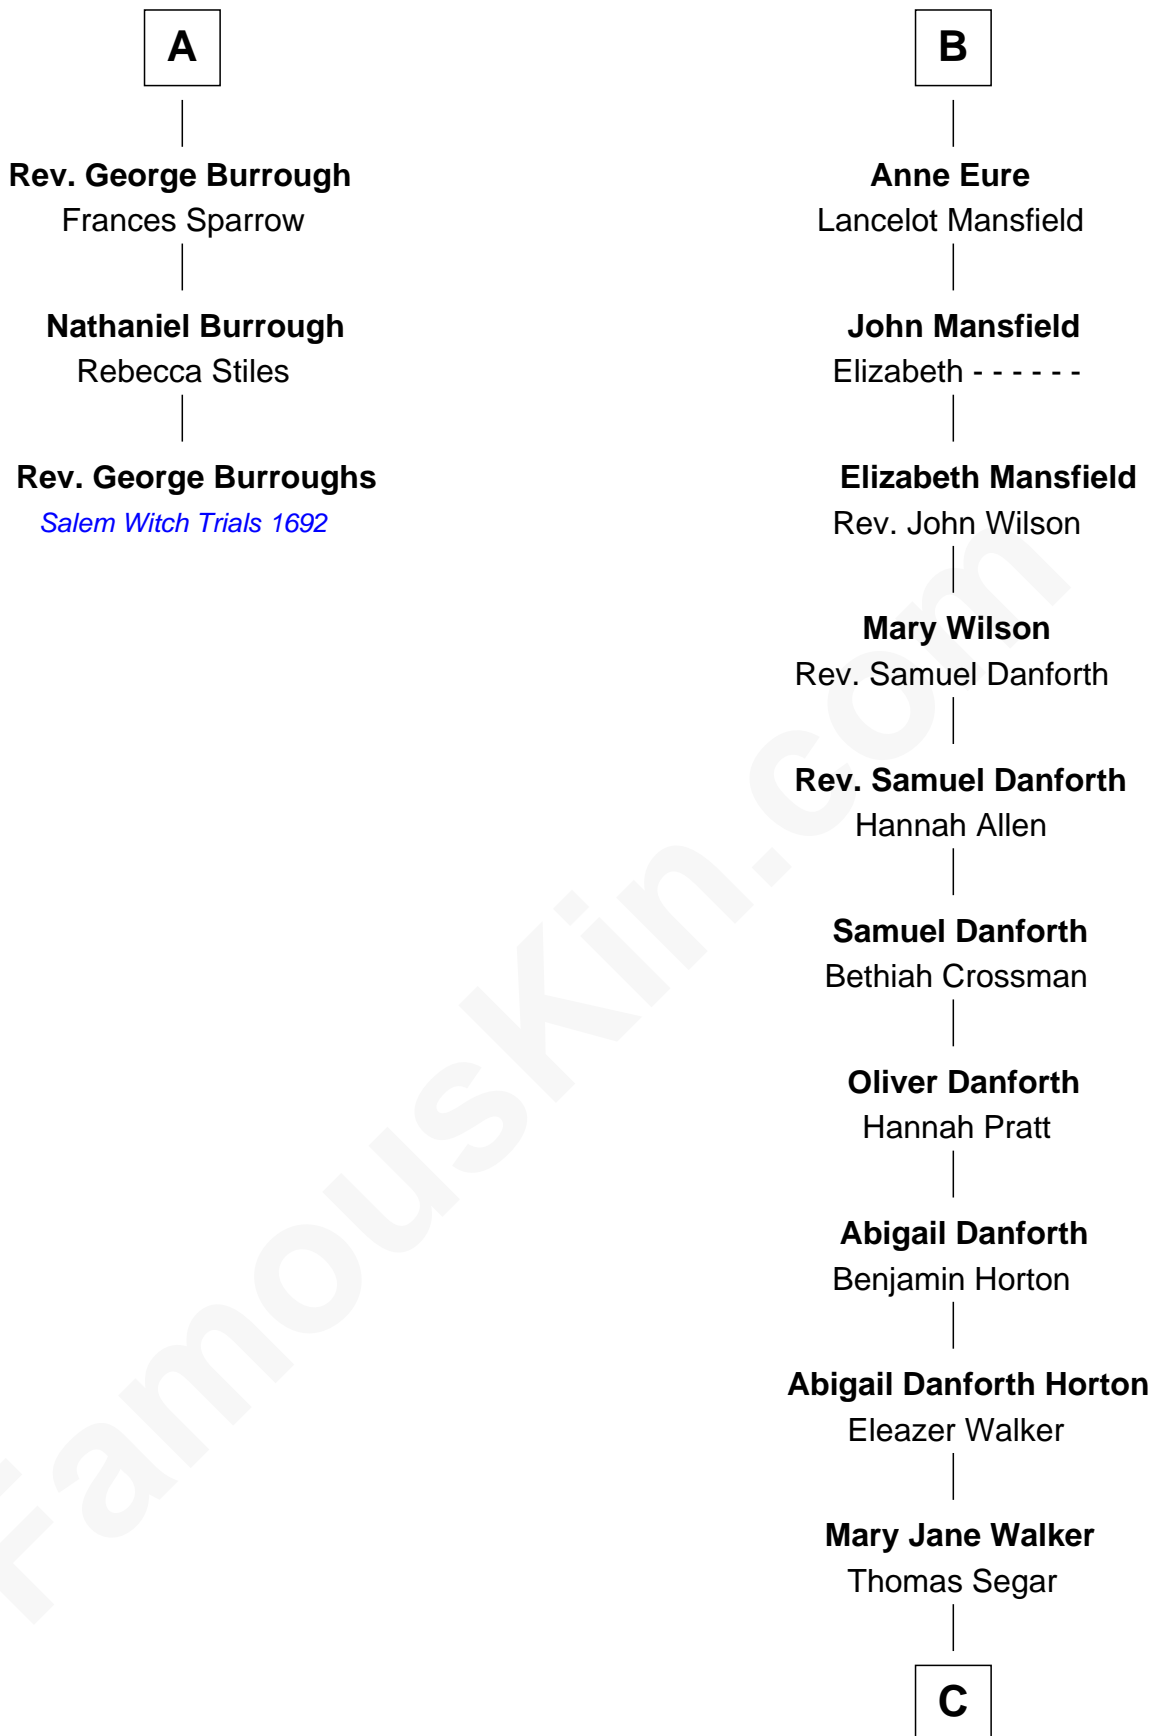 A
Rev. George Burrough
Frances Sparrow
Nathaniel Burrough
Rebecca Stiles
Rev. George Burroughs
Salem Witch Trials 1692
B
Anne Eure
Lancelot Mansfield
John Mansfield
Elizabeth - - - - - -
Elizabeth Mansfield
Rev. John Wilson
Mary Wilson
Rev. Samuel Danforth
Rev. Samuel Danforth
Hannah Allen
Samuel Danforth
Bethiah Crossman
Oliver Danforth
Hannah Pratt
Abigail Danforth
Benjamin Horton
Abigail Danforth Horton
Eleazer Walker
Mary Jane Walker
Thomas Segar
C
FamousKin.com